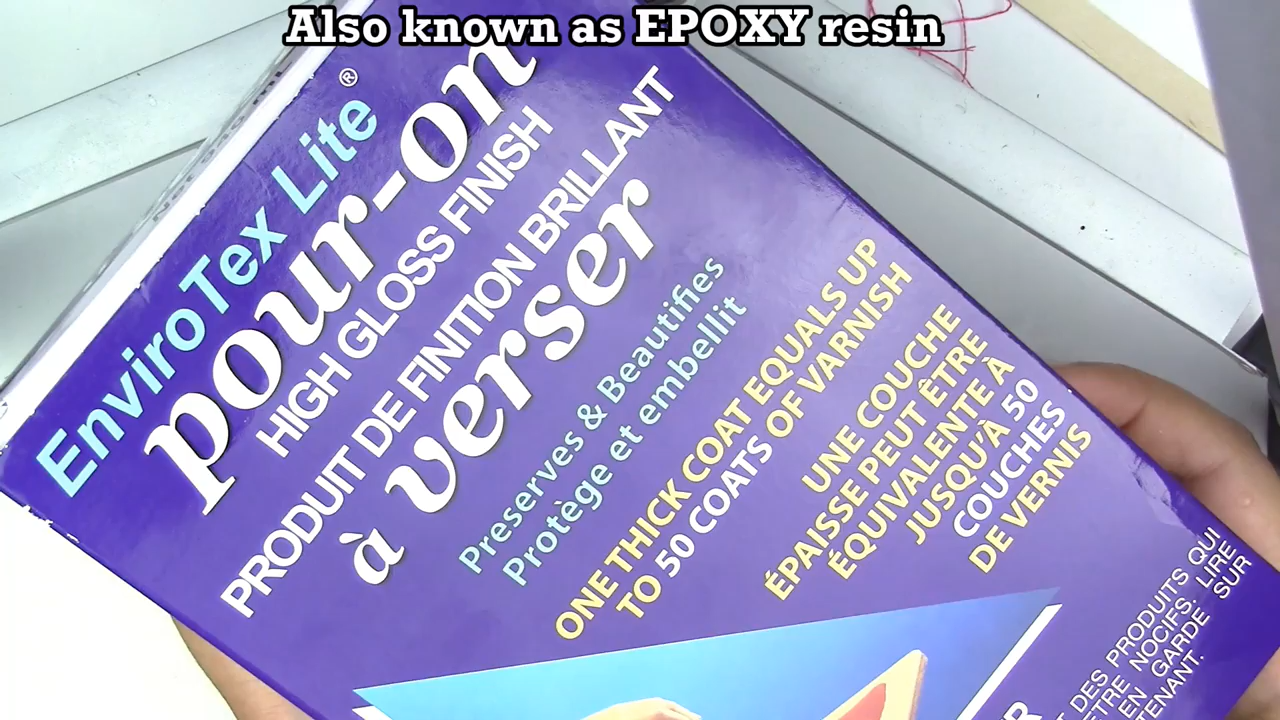 Also known as EPOXY resin
EnviroTex Lite®
pour-on
HIGH GLOSS FINISH
PRODUIT DE FINITION BRILLANT
à verser
Preserves & Beautifies
Protège et embellit
ONE THICK COAT EQUALS UP
TO 50 COATS OF VARNISH
UNE COUCHE
ÉPAISSE PEUT ÊTRE
ÉQUIVALENTE À
JUSQU'À 50
COUCHES
DE VERNIS
DES PRODUITS QUI
ÊTRE NOCIFS. LIRE
EN GARDE SUR